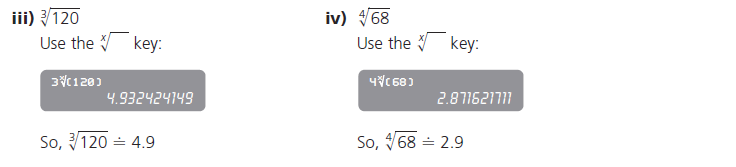 iii) ∛120
Use the ˣ√ key:
3ˣ√(120)
4.932424149
So, ∛120 ≐ 4.9
iv) ∜68
Use the ˣ√ key:
4ˣ√(68)
2.871621711
So, ∜68 ≐ 2.9